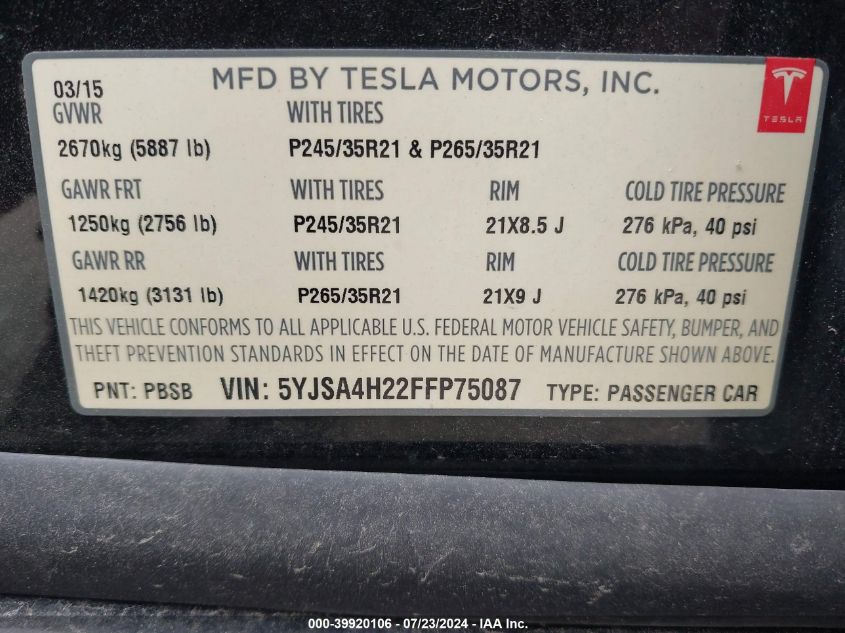 03/15 MFD BY TESLA MOTORS, INC.
TESLA
GVWR WITH TIRES
2670kg (5887 lb) P245/35R21 & P265/35R21
GAWR FRT WITH TIRES RIM COLD TIRE PRESSURE
1250kg (2756 lb) P245/35R21 21X8.5 J 276 kPa, 40 psi
GAWR RR WITH TIRES RIM COLD TIRE PRESSURE
1420kg (3131 lb) P265/35R21 21X9 J 276 kPa, 40 psi
THIS VEHICLE CONFORMS TO ALL APPLICABLE U.S. FEDERAL MOTOR VEHICLE SAFETY, BUMPER, AND
THEFT PREVENTION STANDARDS IN EFFECT ON THE DATE OF MANUFACTURE SHOWN ABOVE.
PNT: PBSB VIN: 5YJSA4H22FFP75087 TYPE: PASSENGER CAR
000-39920106 - 07/23/2024 - IAA Inc.